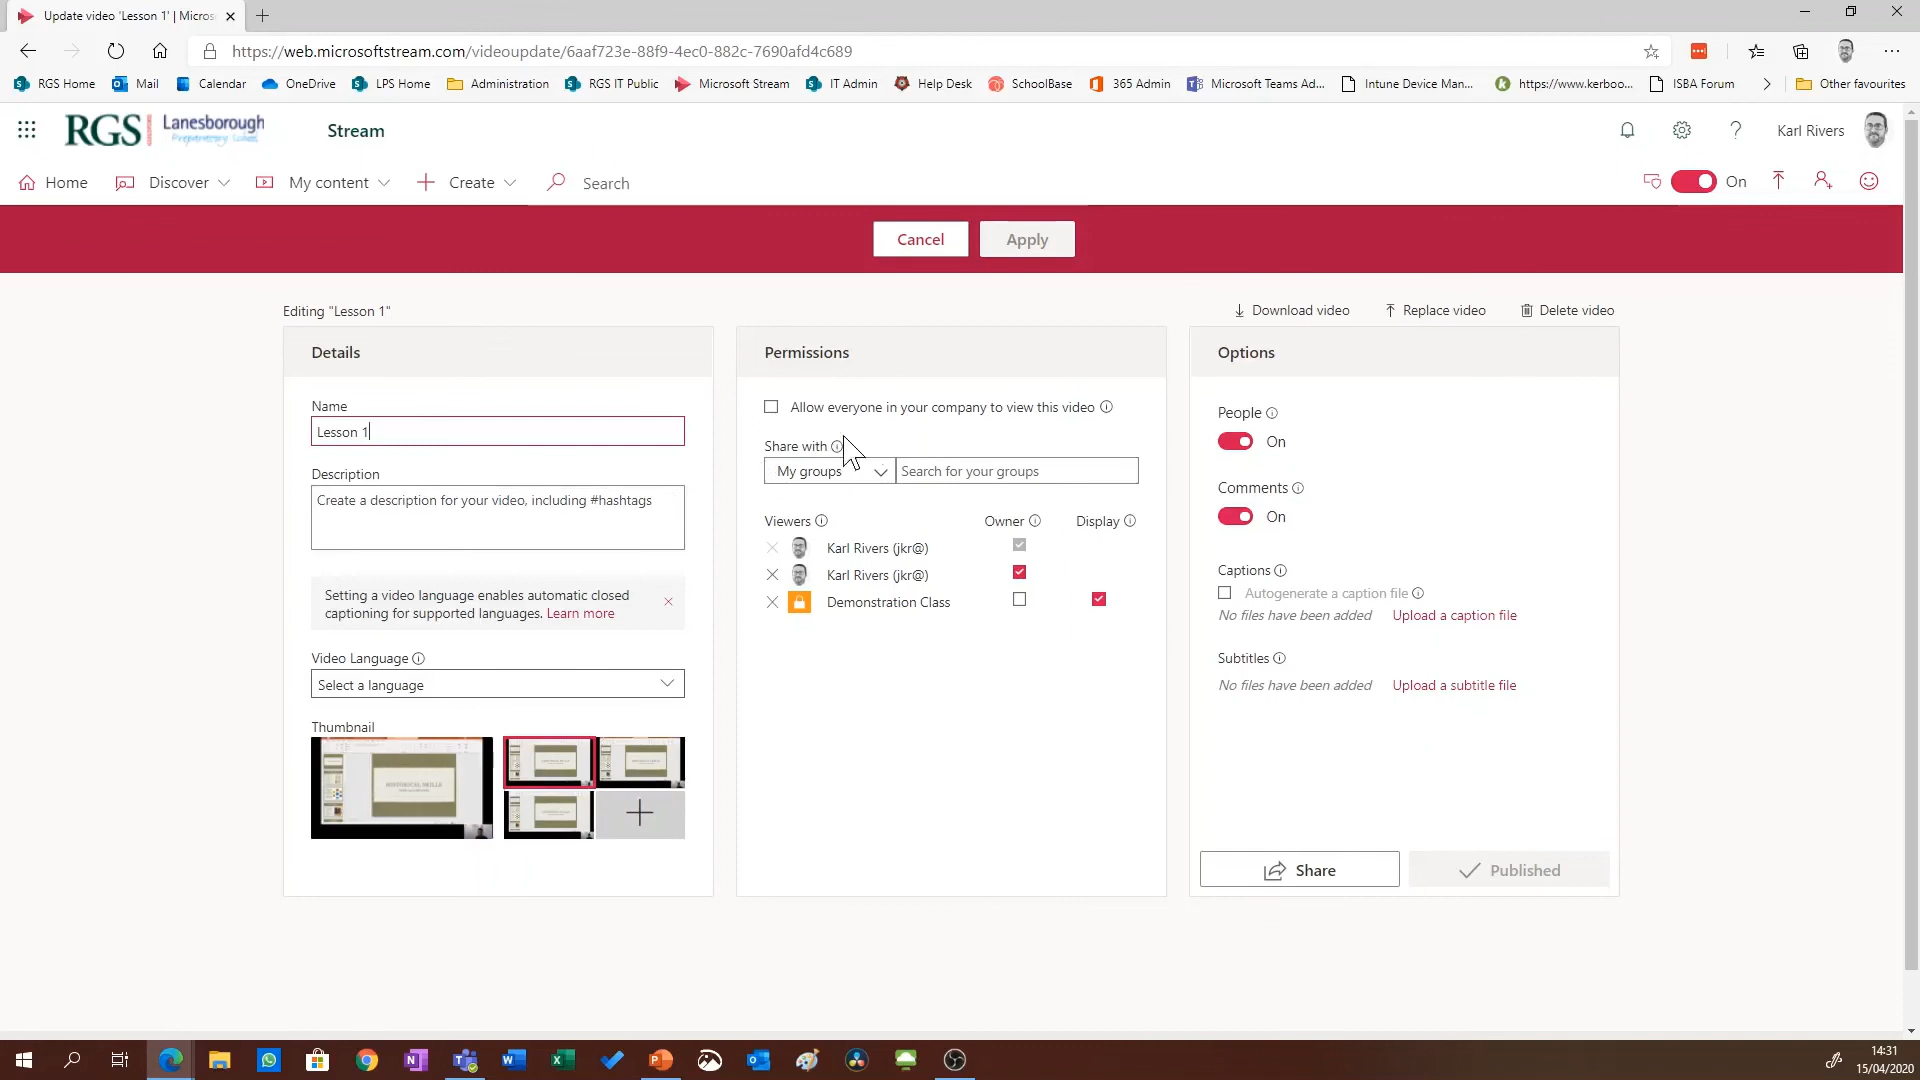 Update video 'Lesson 1' | Micros
https://web.microsoftstream.com/videoupdate/6aaf723e-88f9-4ec0-882c-7690afd4c689
RGS Home Mail Calendar OneDrive LPS Home Administration RGS IT Public Microsoft Stream IT Admin Help Desk SchoolBase 365 Admin Microsoft Teams Ad... Intune Device Man... https://www.kerboo... ISBA Forum Other favourites
RGS Lanesborough Preparatory School Stream ? Karl Rivers
Home Discover My content Create Search On
Cancel Apply
Editing "Lesson 1" Download video Replace video Delete video
Details
Name
Lesson 1
Description
Create a description for your video, including #hashtags
Setting a video language enables automatic closed
captioning for supported languages. Learn more
Video Language
Select a language
Thumbnail
HISTORICAL SKILLS
Permissions
Allow everyone in your company to view this video
Share with
My groups Search for your groups
Viewers Owner Display
Karl Rivers (jkr@)
Karl Rivers (jkr@)
Demonstration Class
Options
People
On
Comments
On
Captions
Autogenerate a caption file
No files have been added Upload a caption file
Subtitles
No files have been added Upload a subtitle file
Share Published
14:31
15/04/2020